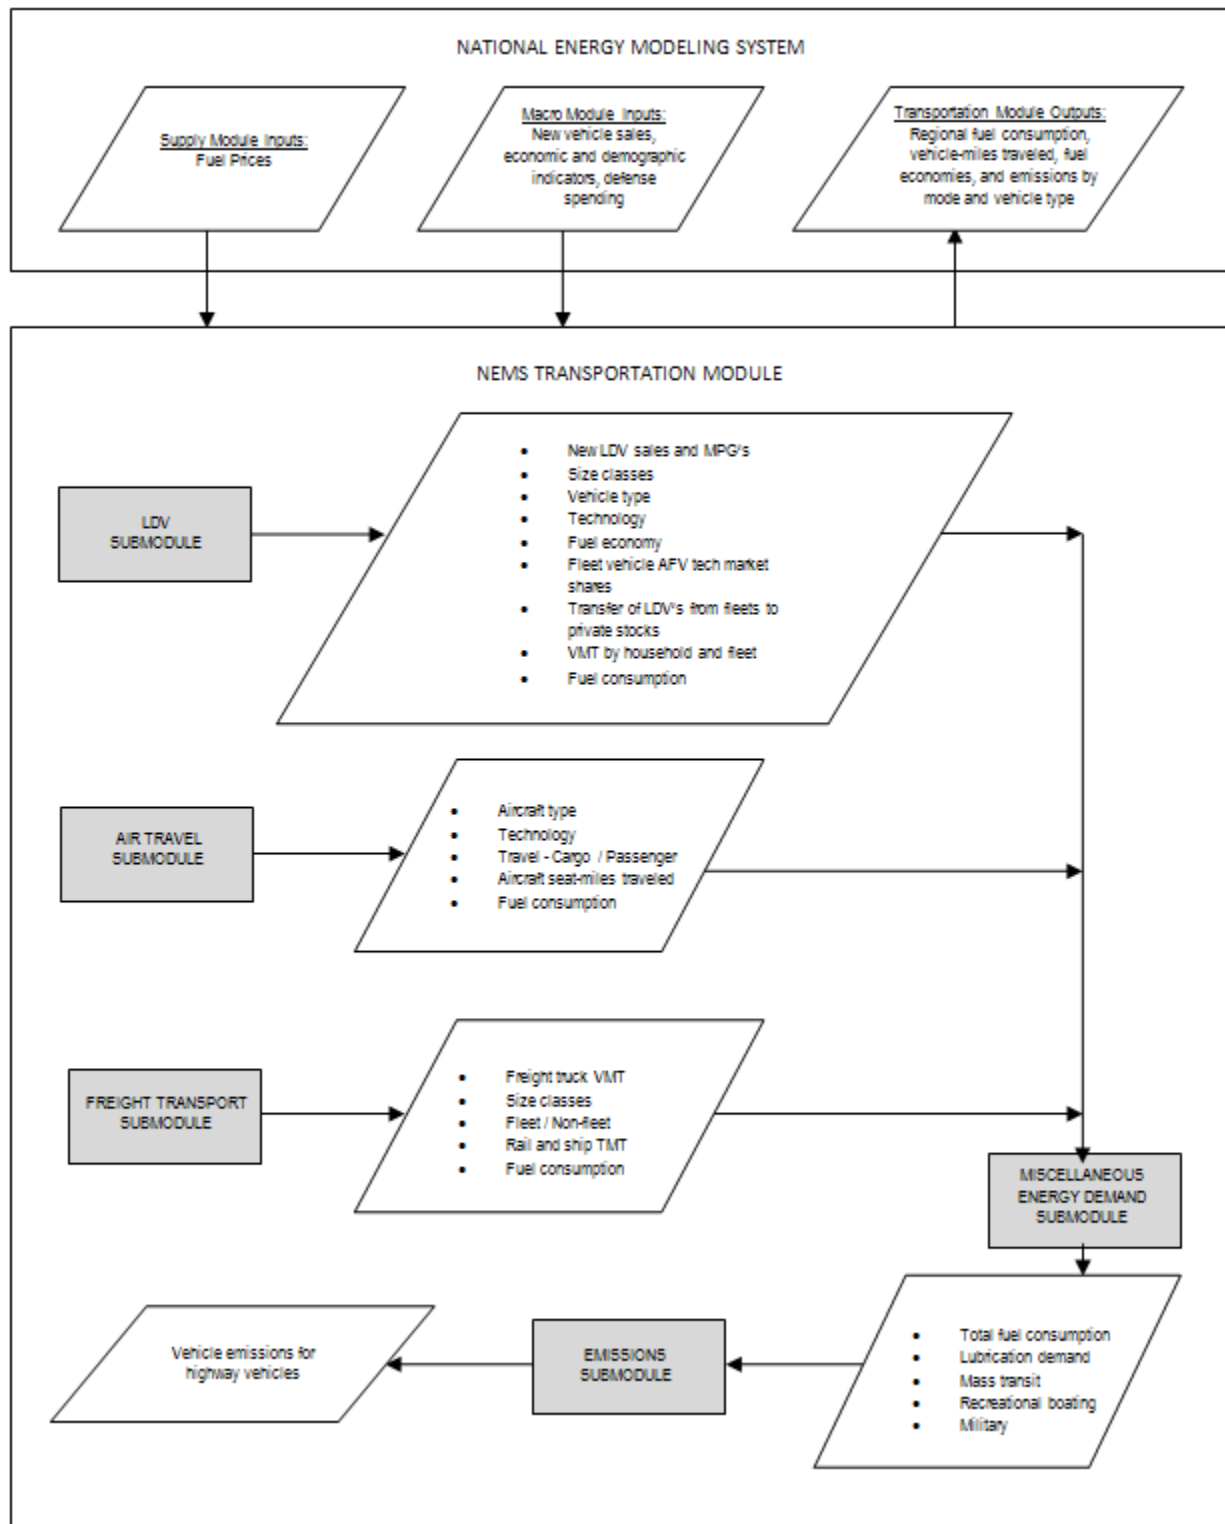 NATIONAL ENERGY MODELING SYSTEM
Supply Module Inputs:
Fuel Prices
Macro Module Inputs:
New vehicle sales,
economic and demographic
indicators, defense
spending
Transportation Module Outputs:
Regional fuel consumption,
vehicle-miles traveled, fuel
economies, and emissions by
mode and vehicle type
NEMS TRANSPORTATION MODULE
LDV
SUBMODULE
• New LDV sales and MPG's
• Size classes
• Vehicle type
• Technology
• Fuel economy
• Fleet vehicle AFV tech market
shares
• Transfer of LDV's from fleets to
private stocks
• VMT by household and fleet
• Fuel consumption
AIR TRAVEL
SUBMODULE
• Aircraft type
• Technology
• Travel - Cargo / Passenger
• Aircraft seat-miles traveled
• Fuel consumption
FREIGHT TRANSPORT
SUBMODULE
• Freight truck VMT
• Size classes
• Fleet / Non-fleet
• Rail and ship TMT
• Fuel consumption
MISCELLANEOUS
ENERGY DEMAND
SUBMODULE
• Total fuel consumption
• Lubrication demand
• Mass transit
• Recreational boating
• Military
EMISSIONS
SUBMODULE
Vehicle emissions for
highway vehicles